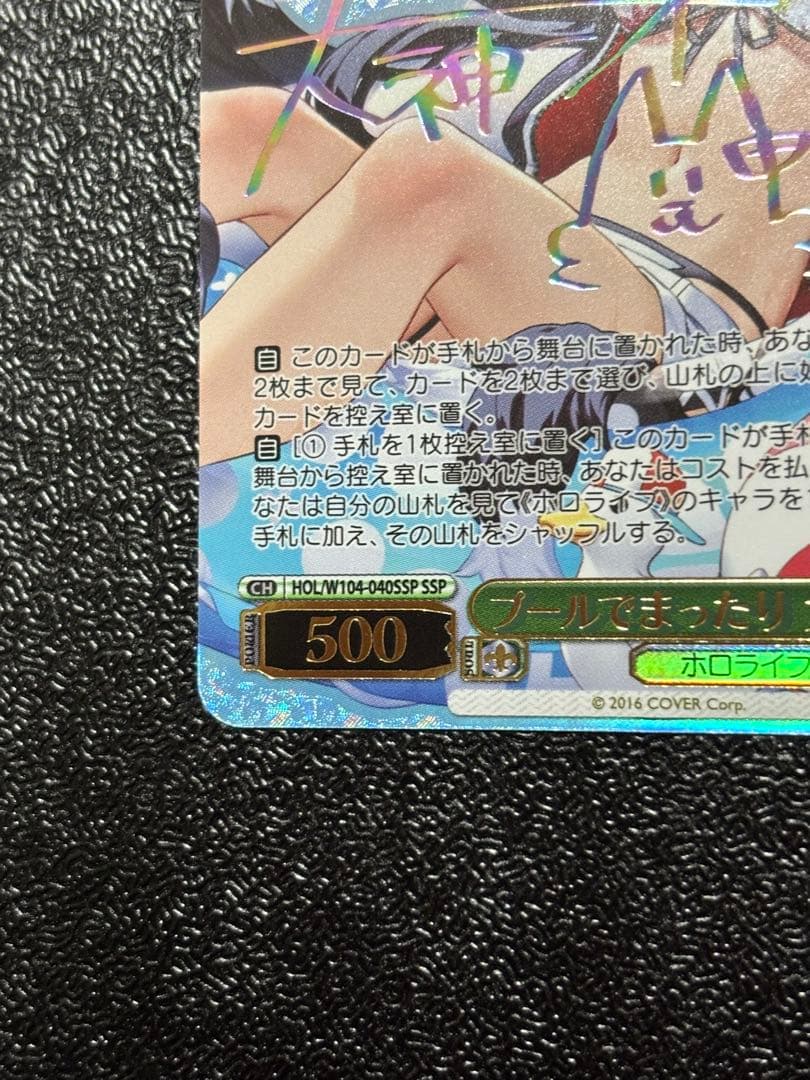 大神
申
自 このカードが手札から舞台に置かれた時、あな
2枚まで見て、カードを2枚まで選び、山札の上に
カードを控え室に置く。
自 [① 手札を1枚控え室に置く] このカードが手札
舞台から控え室に置かれた時、あなたはコストを払
なたは自分の山札を見て《ホロライブ》のキャラを
手札に加え、その山札をシャッフルする。
CH HOL/W104-040SSP SSP
プールでまったり
POWER 500 SOUL
ホロライブ
© 2016 COVER Corp.